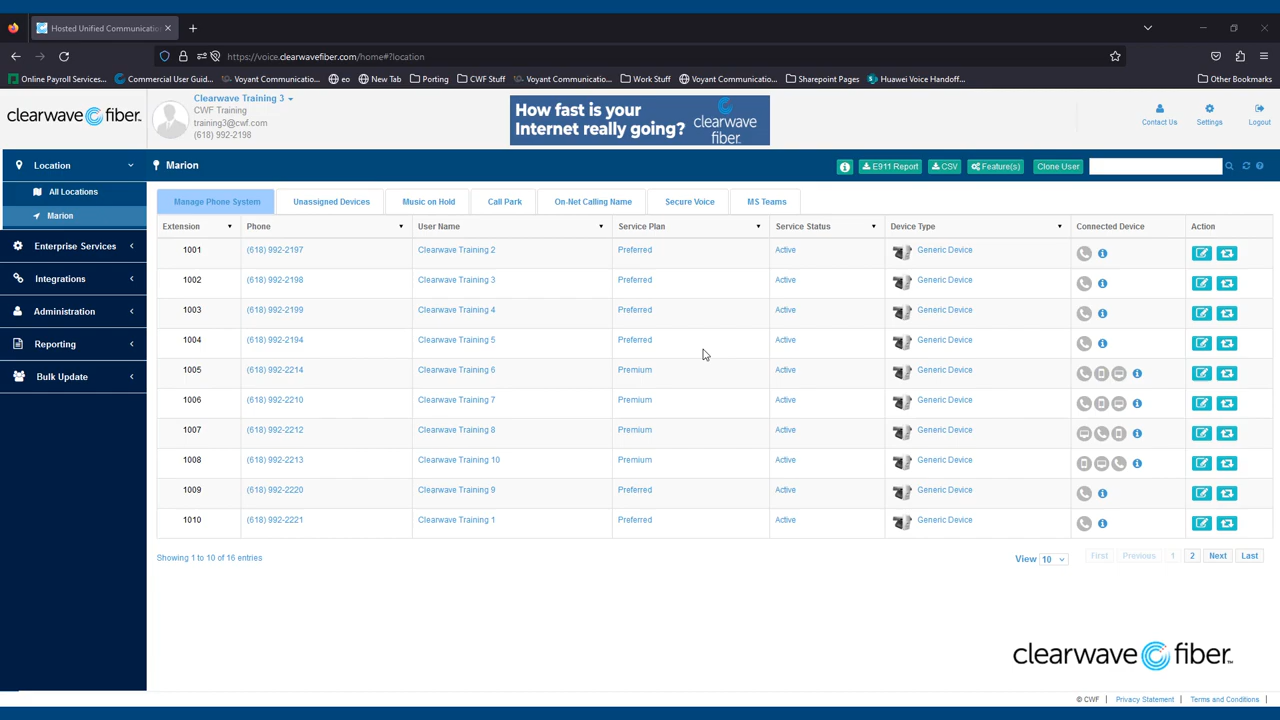 Hosted Unified Communicatio
https://voice.clearwavefiber.com/home#?location
Online Payroll Services... Commercial User Guid... Voyant Communicatio... eo New Tab Porting CWF Stuff Voyant Communicatio... Work Stuff Voyant Communicatio... Sharepoint Pages Huawei Voice Handoff... Other Bookmarks
clearwave fiber.
Clearwave Training 3
CWF Training
training3@cwf.com
(618) 992-2198
How fast is your
Internet really going?
clearwave
fiber.
Contact Us Settings Logout
Location
All Locations
Marion
Enterprise Services
Integrations
Administration
Reporting
Bulk Update
Marion
E911 Report CSV Feature(s) Clone User
Manage Phone System Unassigned Devices Music on Hold Call Park On-Net Calling Name Secure Voice MS Teams
Extension Phone User Name Service Plan Service Status Device Type Connected Device Action
1001 (618) 992-2197 Clearwave Training 2 Preferred Active Generic Device
1002 (618) 992-2198 Clearwave Training 3 Preferred Active Generic Device
1003 (618) 992-2199 Clearwave Training 4 Preferred Active Generic Device
1004 (618) 992-2194 Clearwave Training 5 Preferred Active Generic Device
1005 (618) 992-2214 Clearwave Training 6 Premium Active Generic Device
1006 (618) 992-2210 Clearwave Training 7 Premium Active Generic Device
1007 (618) 992-2212 Clearwave Training 8 Premium Active Generic Device
1008 (618) 992-2213 Clearwave Training 10 Premium Active Generic Device
1009 (618) 992-2220 Clearwave Training 9 Preferred Active Generic Device
1010 (618) 992-2221 Clearwave Training 1 Preferred Active Generic Device
Showing 1 to 10 of 16 entries
View 10 First Previous 1 2 Next Last
clearwave fiber.
© CWF | Privacy Statement | Terms and Conditions |